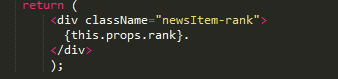 return (
<div className="newsItem-rank">
{this.props.rank}.
</div>
);